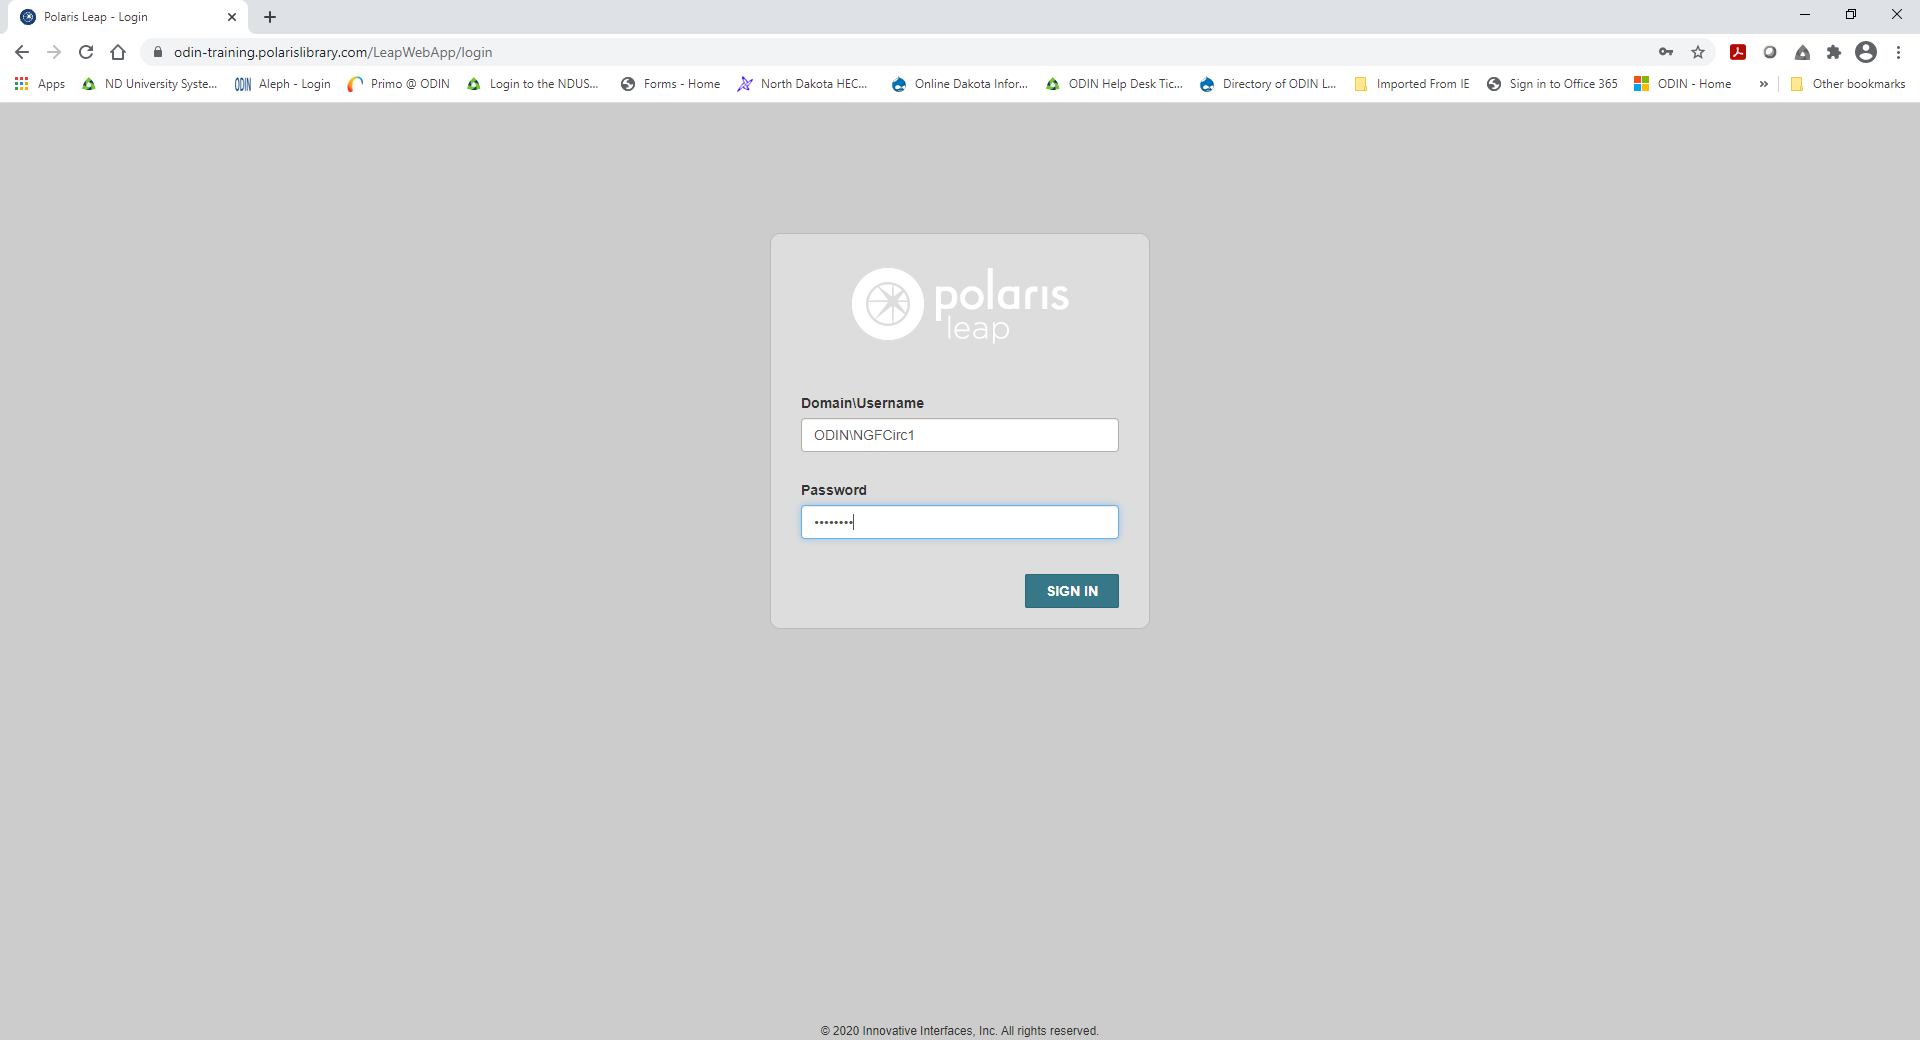 Polaris Leap - Login
odin-training.polarislibrary.com/LeapWebApp/login
Apps ND University Syste... ODIN Aleph - Login Primo @ ODIN Login to the NDUS... Forms - Home North Dakota HEC... Online Dakota Infor... ODIN Help Desk Tic... Directory of ODIN L... Imported From IE Sign in to Office 365 ODIN - Home » Other bookmarks
polaris
leap
Domain\Username
ODIN\NGFCirc1
Password
••••••••
SIGN IN
© 2020 Innovative Interfaces, Inc. All rights reserved.